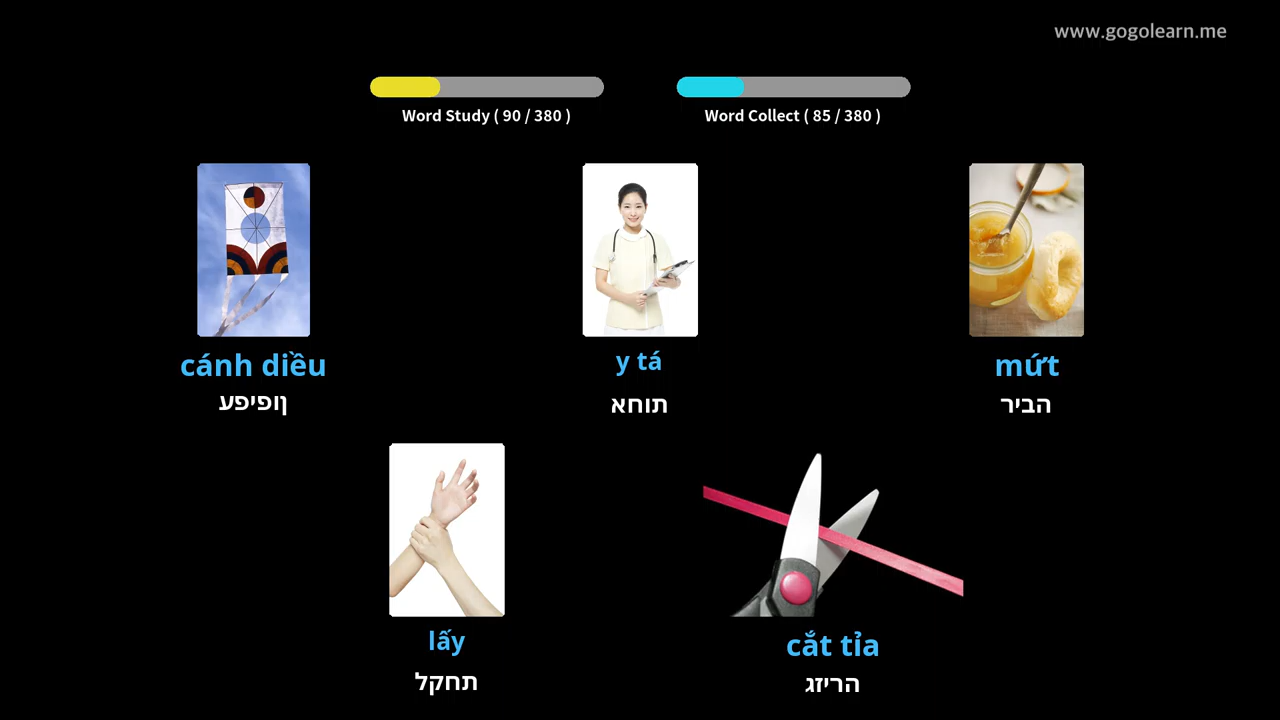 www.gogolearn.me
Word Study ( 90 / 380 )
Word Collect ( 85 / 380 )
cánh diều
ןופיפע
y tá
תוחא
mứt
הביר
lấy
תחקל
cắt tỉa
הריזג